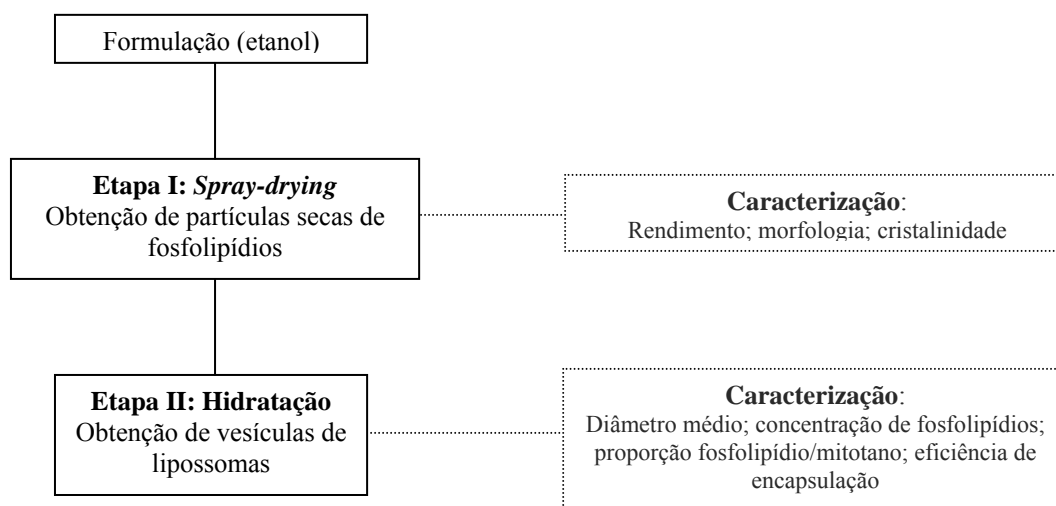 Formulação (etanol)
Etapa I: Spray-drying
Obtenção de partículas secas de
fosfolipídios
Caracterização:
Rendimento; morfologia; cristalinidade
Etapa II: Hidratação
Obtenção de vesículas de
lipossomas
Caracterização:
Diâmetro médio; concentração de fosfolipídios;
proporção fosfolipídio/mitotano; eficiência de
encapsulação